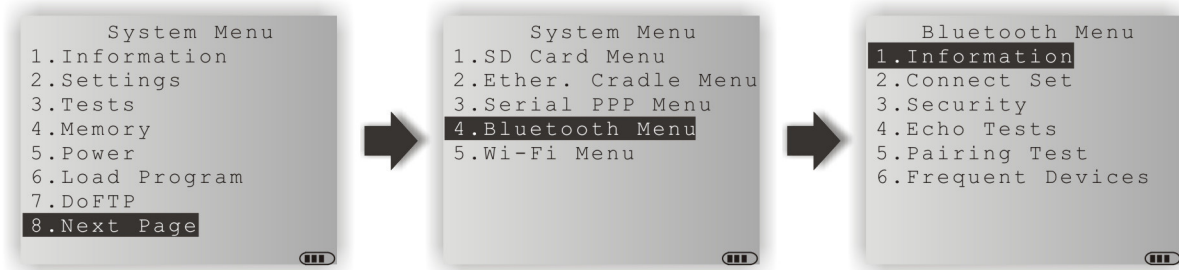 System Menu
1.Information
2.Settings
3.Tests
4.Memory
5.Power
6.Load Program
7.DoFTP
8.Next Page
System Menu
1.SD Card Menu
2.Ether. Cradle Menu
3.Serial PPP Menu
4.Bluetooth Menu
5.Wi-Fi Menu
Bluetooth Menu
1.Information
2.Connect Set
3.Security
4.Echo Tests
5.Pairing Test
6.Frequent Devices